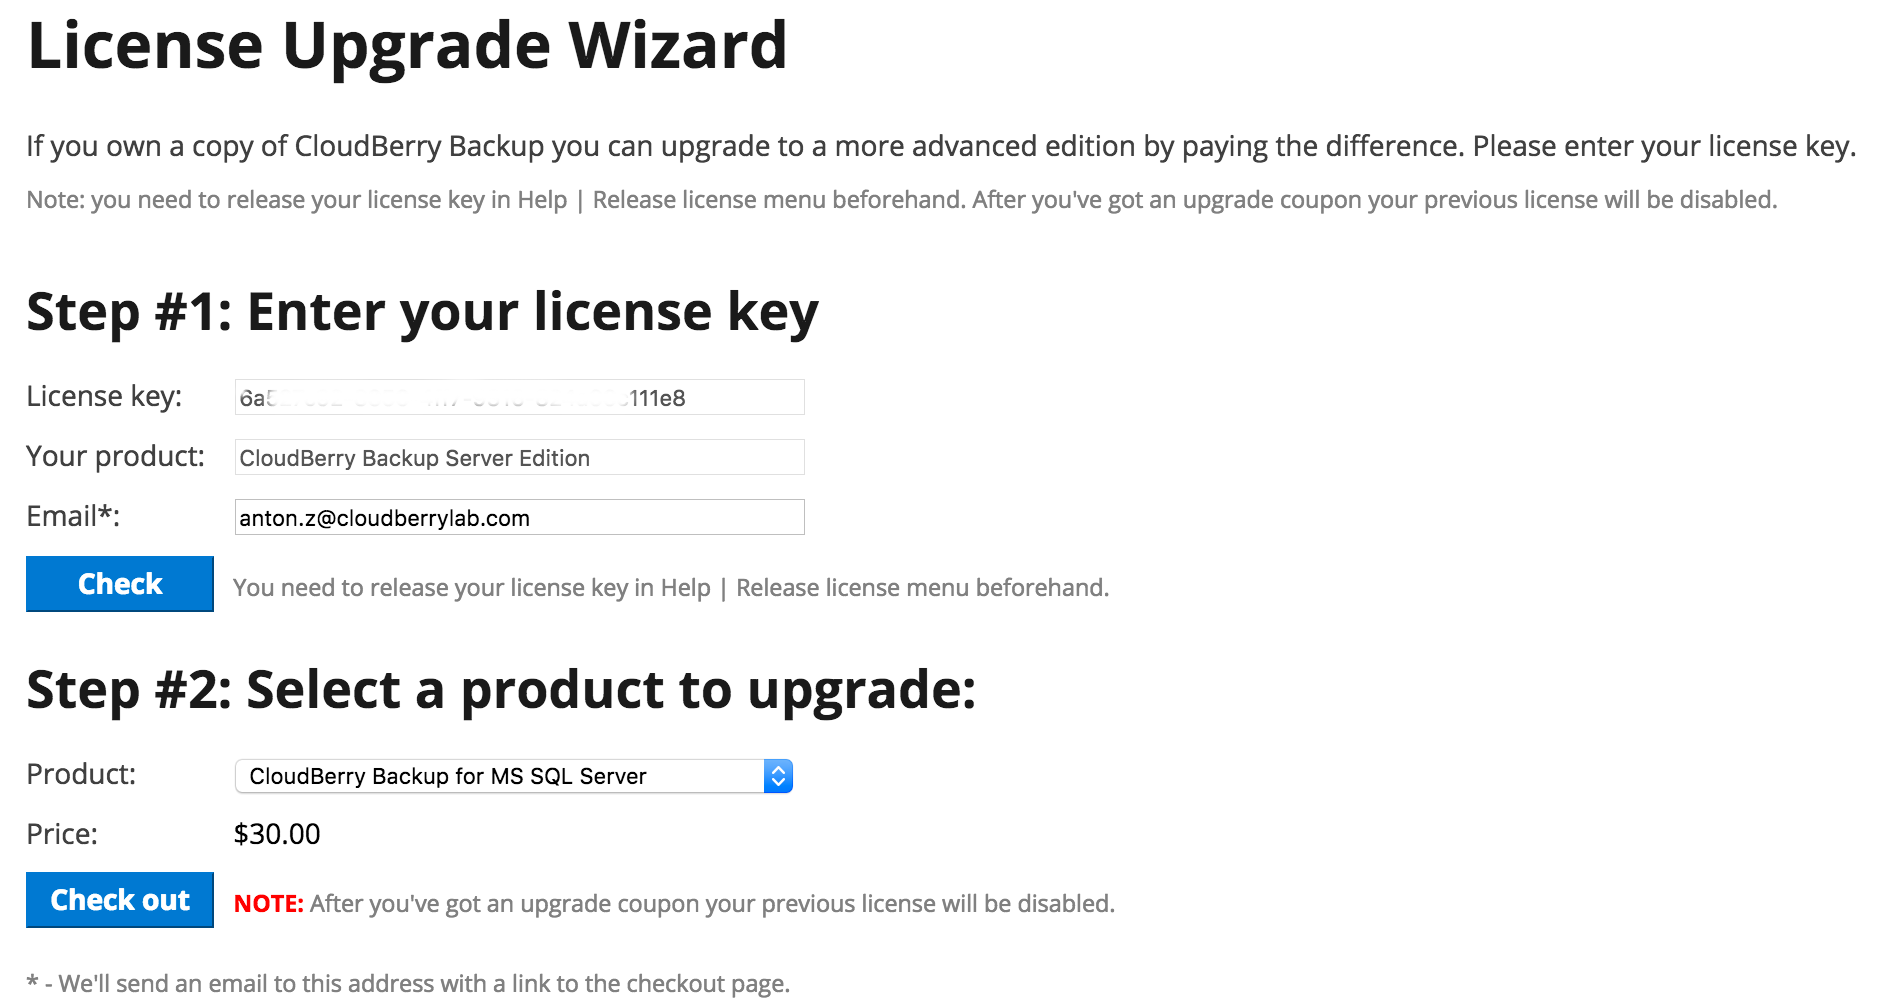 License Upgrade Wizard
If you own a copy of CloudBerry Backup you can upgrade to a more advanced edition by paying the difference. Please enter your license key.
Note: you need to release your license key in Help | Release license menu beforehand. After you've got an upgrade coupon your previous license will be disabled.
Step #1: Enter your license key
License key:
Your product: CloudBerry Backup Server Edition
Email*: anton.z@cloudberrylab.com
Check You need to release your license key in Help | Release license menu beforehand.
Step #2: Select a product to upgrade:
Product: CloudBerry Backup for MS SQL Server
Price: $30.00
Check out NOTE: After you've got an upgrade coupon your previous license will be disabled.
* - We'll send an email to this address with a link to the checkout page.